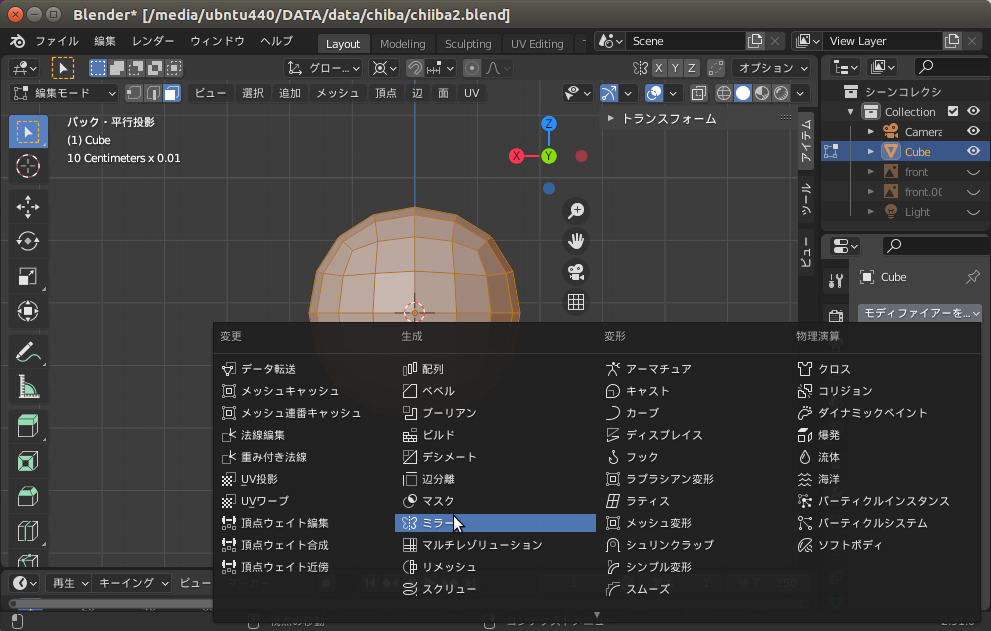 Blender* [/media/ubntu440/DATA/data/chiba/chiiba2.blend]
ファイル 編集 レンダー ウィンドウ ヘルプ Layout Modeling Sculpting UV Editing Scene View Layer
グロー... X Y Z オプション
編集モード ビュー 選択 追加 メッシュ 頂点 辺 面 UV
シーンコレクシ
Collection
Camera
Cube
front
front.00
Light
バック・平行投影
(1) Cube
10 Centimeters x 0.01
Z
X
Y
トランスフォーム
アイテム
ツール
ビュー
Cube
モディファイアーを...
変更
データ転送
メッシュキャッシュ
メッシュ連番キャッシュ
法線編集
重み付き法線
UV投影
UVワープ
頂点ウェイト編集
頂点ウェイト合成
頂点ウェイト近傍
生成
配列
ベベル
ブーリアン
ビルド
デシメート
辺分離
マスク
ミラー
マルチレゾリューション
リメッシュ
スクリュー
変形
アーマチュア
キャスト
カーブ
ディスプレイス
フック
ラプラシアン変形
ラティス
メッシュ変形
シュリンクラップ
シンプル変形
スムーズ
物理演算
クロス
コリジョン
ダイナミックペイント
爆発
流体
海洋
パーティクルインスタンス
パーティクルシステム
ソフトボディ
再生 キーイング ビュー